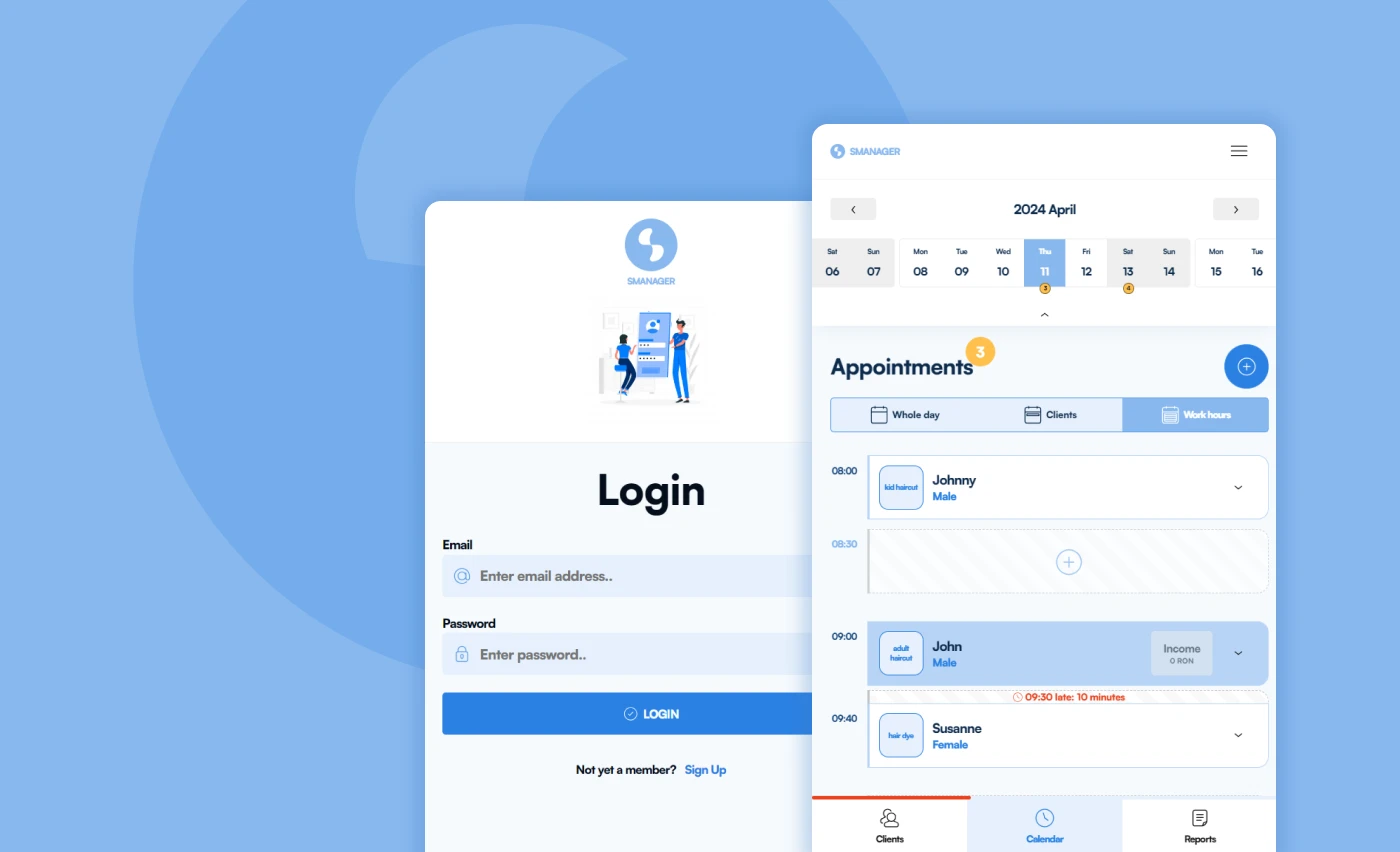 SMANAGER
Login
Email
Enter email address..
Password
Enter password..
LOGIN
Not yet a member? Sign Up
SMANAGER
2024 April
Sat Sun Mon Tue Wed Thu Fri Sat Sun Mon Tue
06 07 08 09 10 11 12 13 14 15 16
3 4
Appointments 3
Whole day Clients Work hours
08:00
kid haircut
Johnny
Male
08:30
09:00
adult
haircut
John
Male
Income
0 RON
09:30 late: 10 minutes
09:40
hair dye
Susanne
Female
Clients Calendar Reports